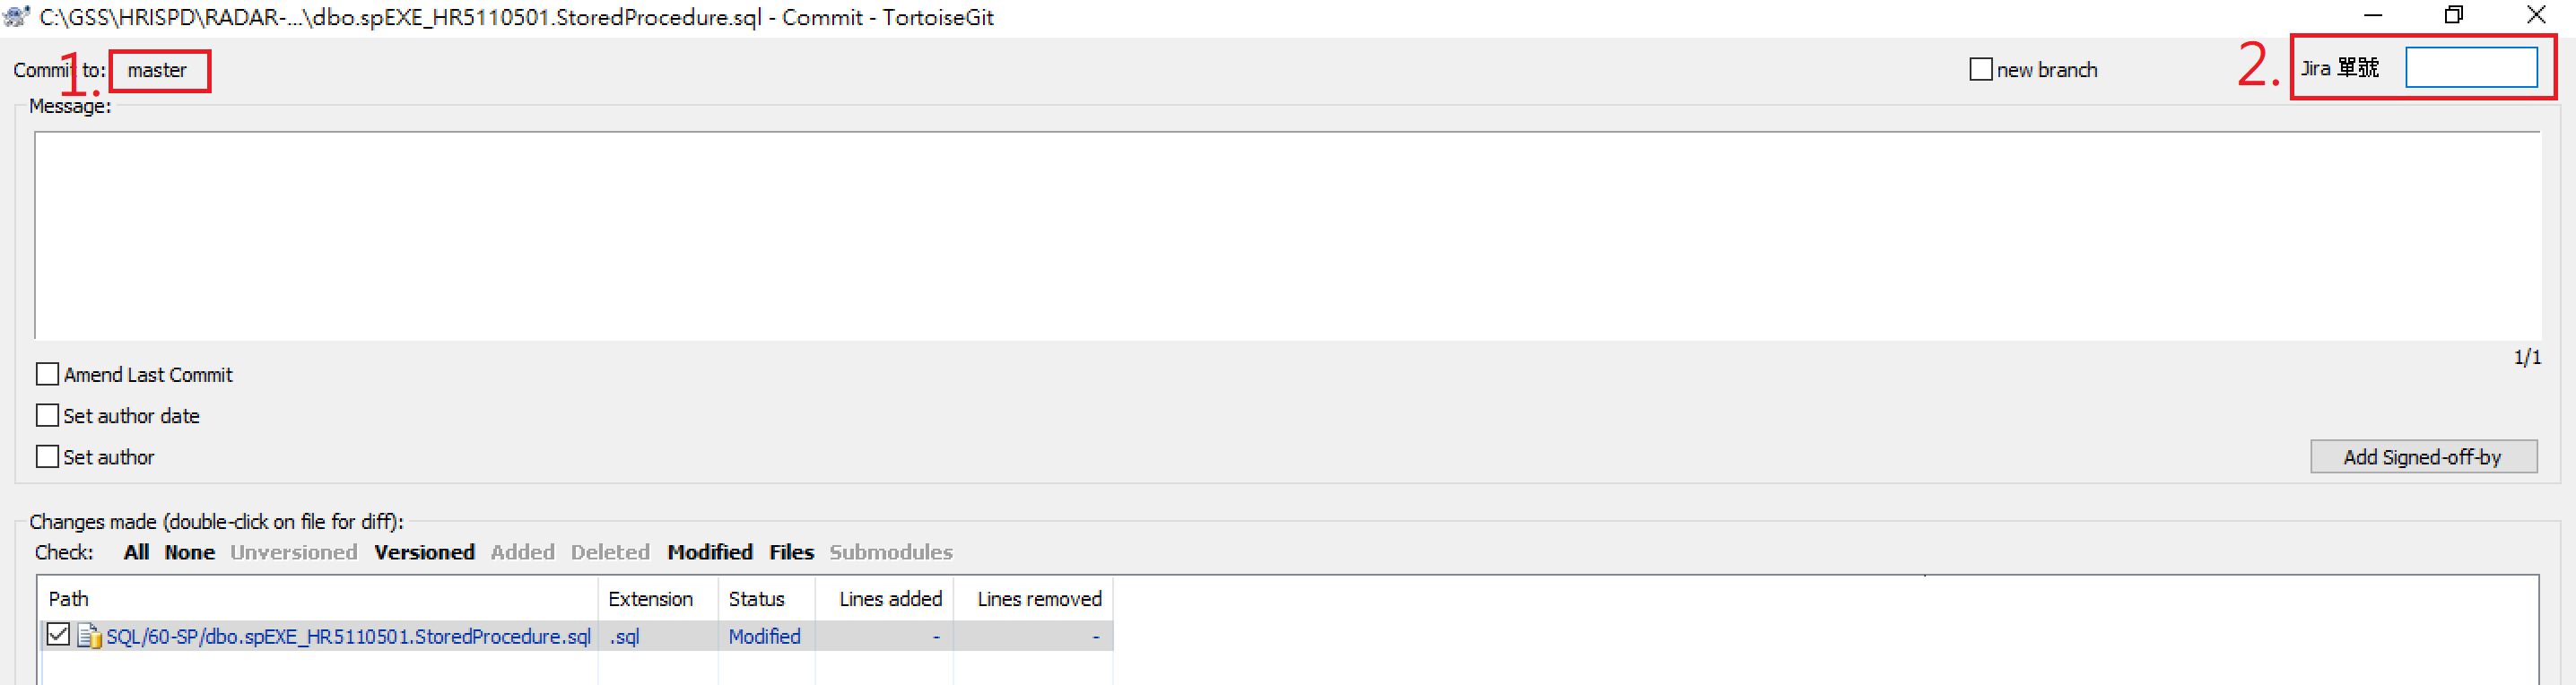 C:\GSS\HRISPD\RADAR-...\dbo.spEXE_HR5110501.StoredProcedure.sql - Commit - TortoiseGit
Commit to: 1. master
new branch
2. Jira 單號
Message:
1/1
Amend Last Commit
Set author date
Set author
Add Signed-off-by
Changes made (double-click on file for diff):
Check: All None Unversioned Versioned Added Deleted Modified Files Submodules
Path Extension Status Lines added Lines removed
SQL/60-SP/dbo.spEXE_HR5110501.StoredProcedure.sql .sql Modified - -